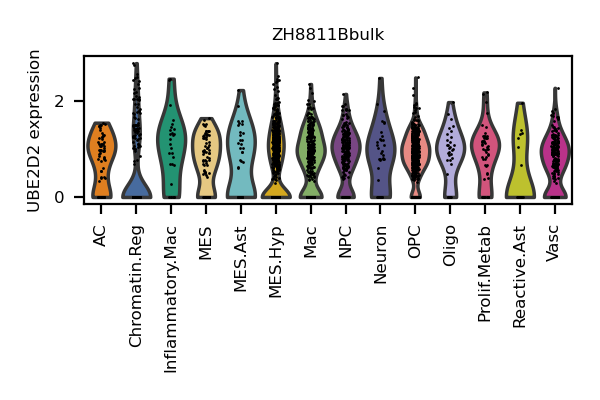 ZH8811Bbulk
UBE2D2 expression
2
0
AC
Chromatin.Reg
Inflammatory.Mac
MES
MES.Ast
MES.Hyp
Mac
NPC
Neuron
OPC
Oligo
Prolif.Metab
Reactive.Ast
Vasc